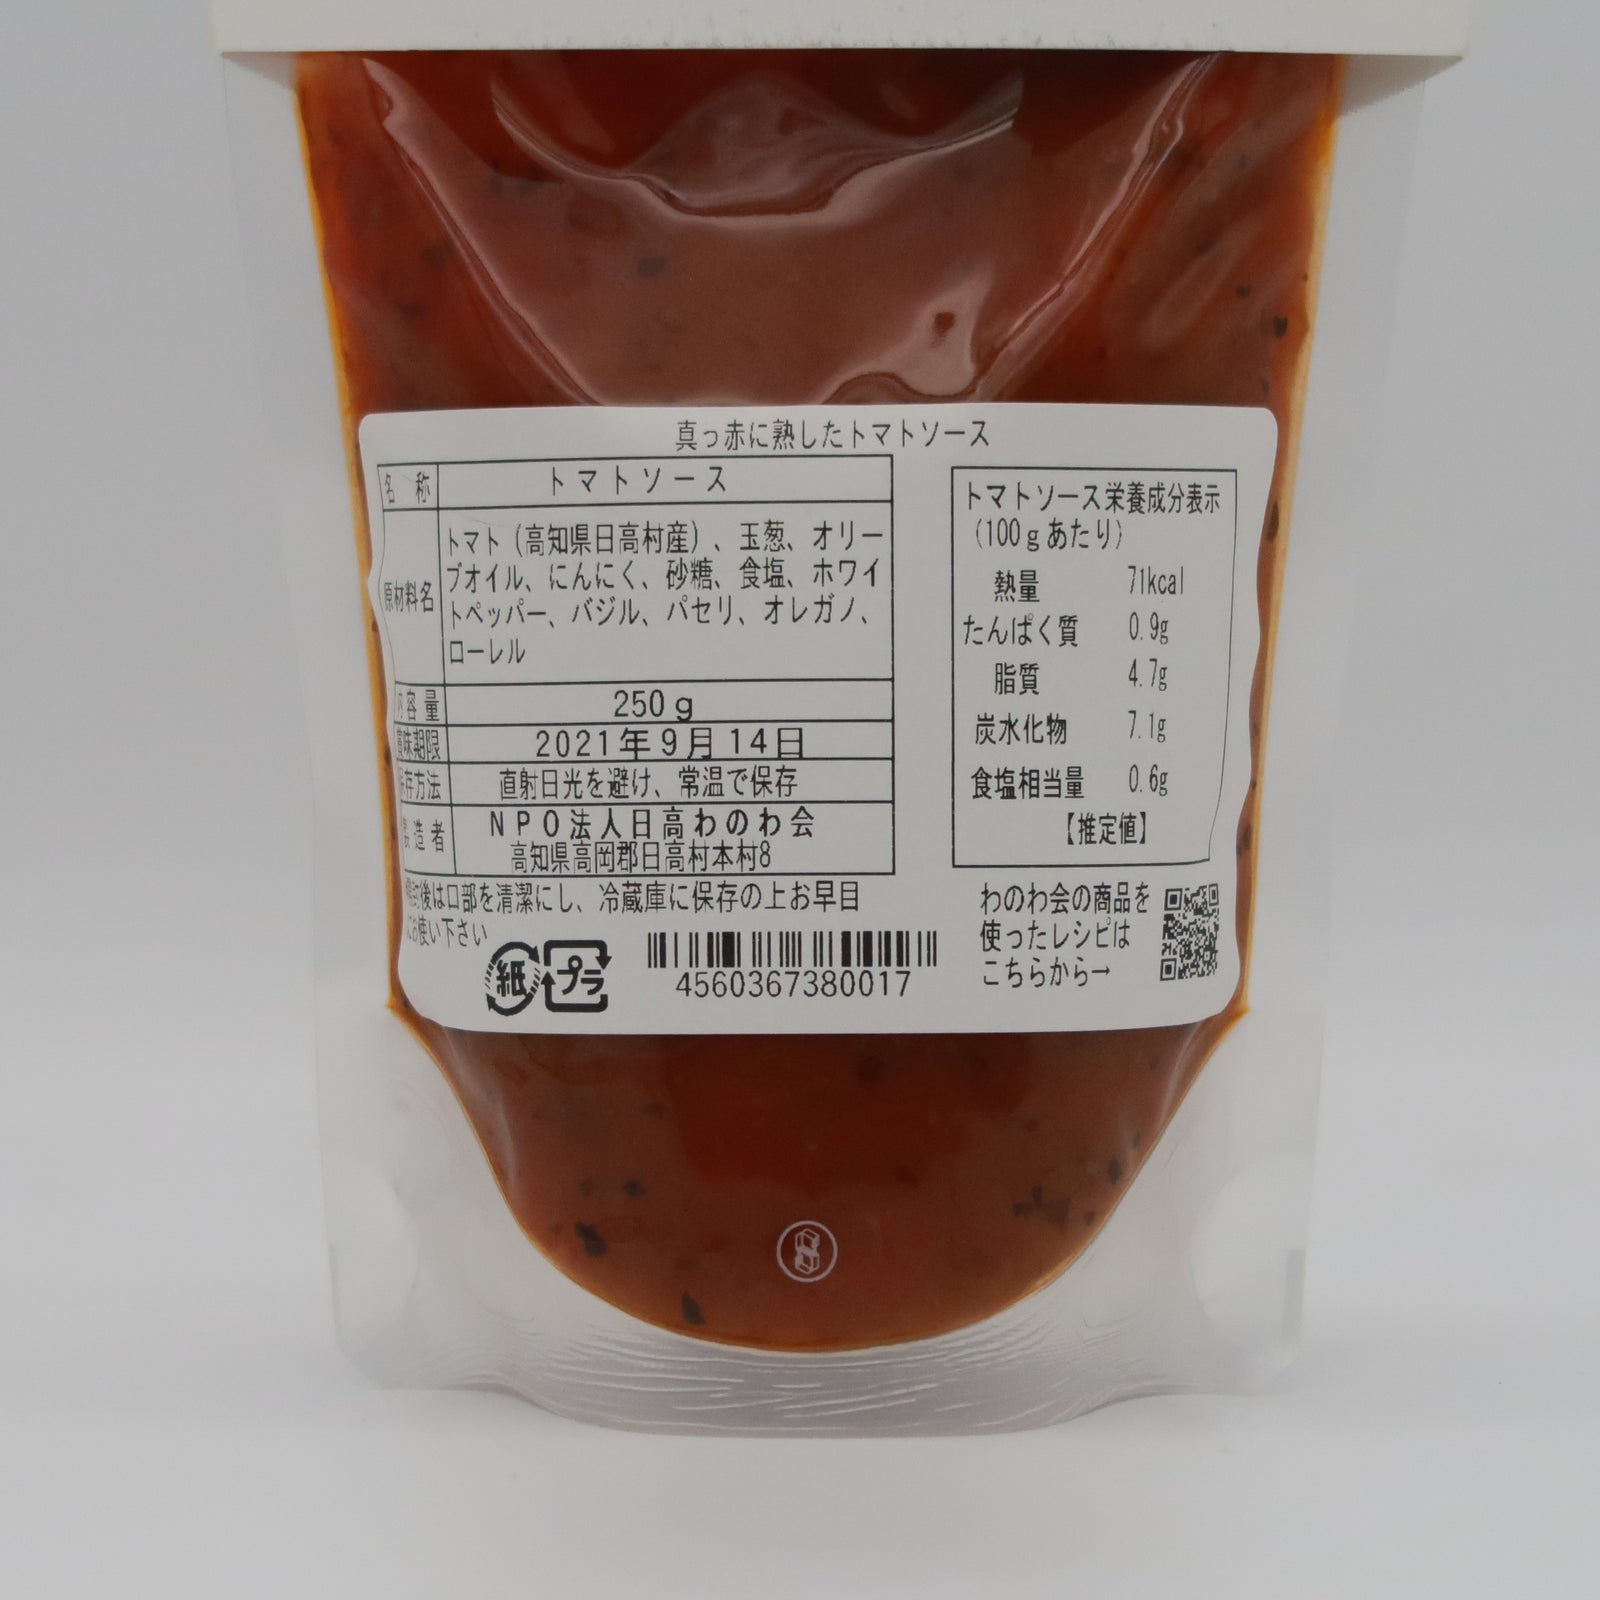 真っ赤に熟したトマトソース
名 称 トマトソース
原材料名
トマト(高知県日高村産)、玉葱、オリー
ブオイル、にんにく、砂糖、食塩、ホワイ
トペッパー、バジル、パセリ、オレガノ、
ローレル
内容量 250g
賞味期限 2021年9月14日
保存方法 直射日光を避け、常温で保存
製造者 NPO法人日高わのわ会
高知県高岡郡日高村本村8
開封後は口部を清潔にし、冷蔵庫に保存の上お早目
にお使い下さい
紙 プラ
4560367380017
トマトソース栄養成分表示
(100gあたり)
熱量 71kcal
たんぱく質 0.9g
脂質 4.7g
炭水化物 7.1g
食塩相当量 0.6g
【推定値】
わのわ会の商品を
使ったレシピは
こちらから→